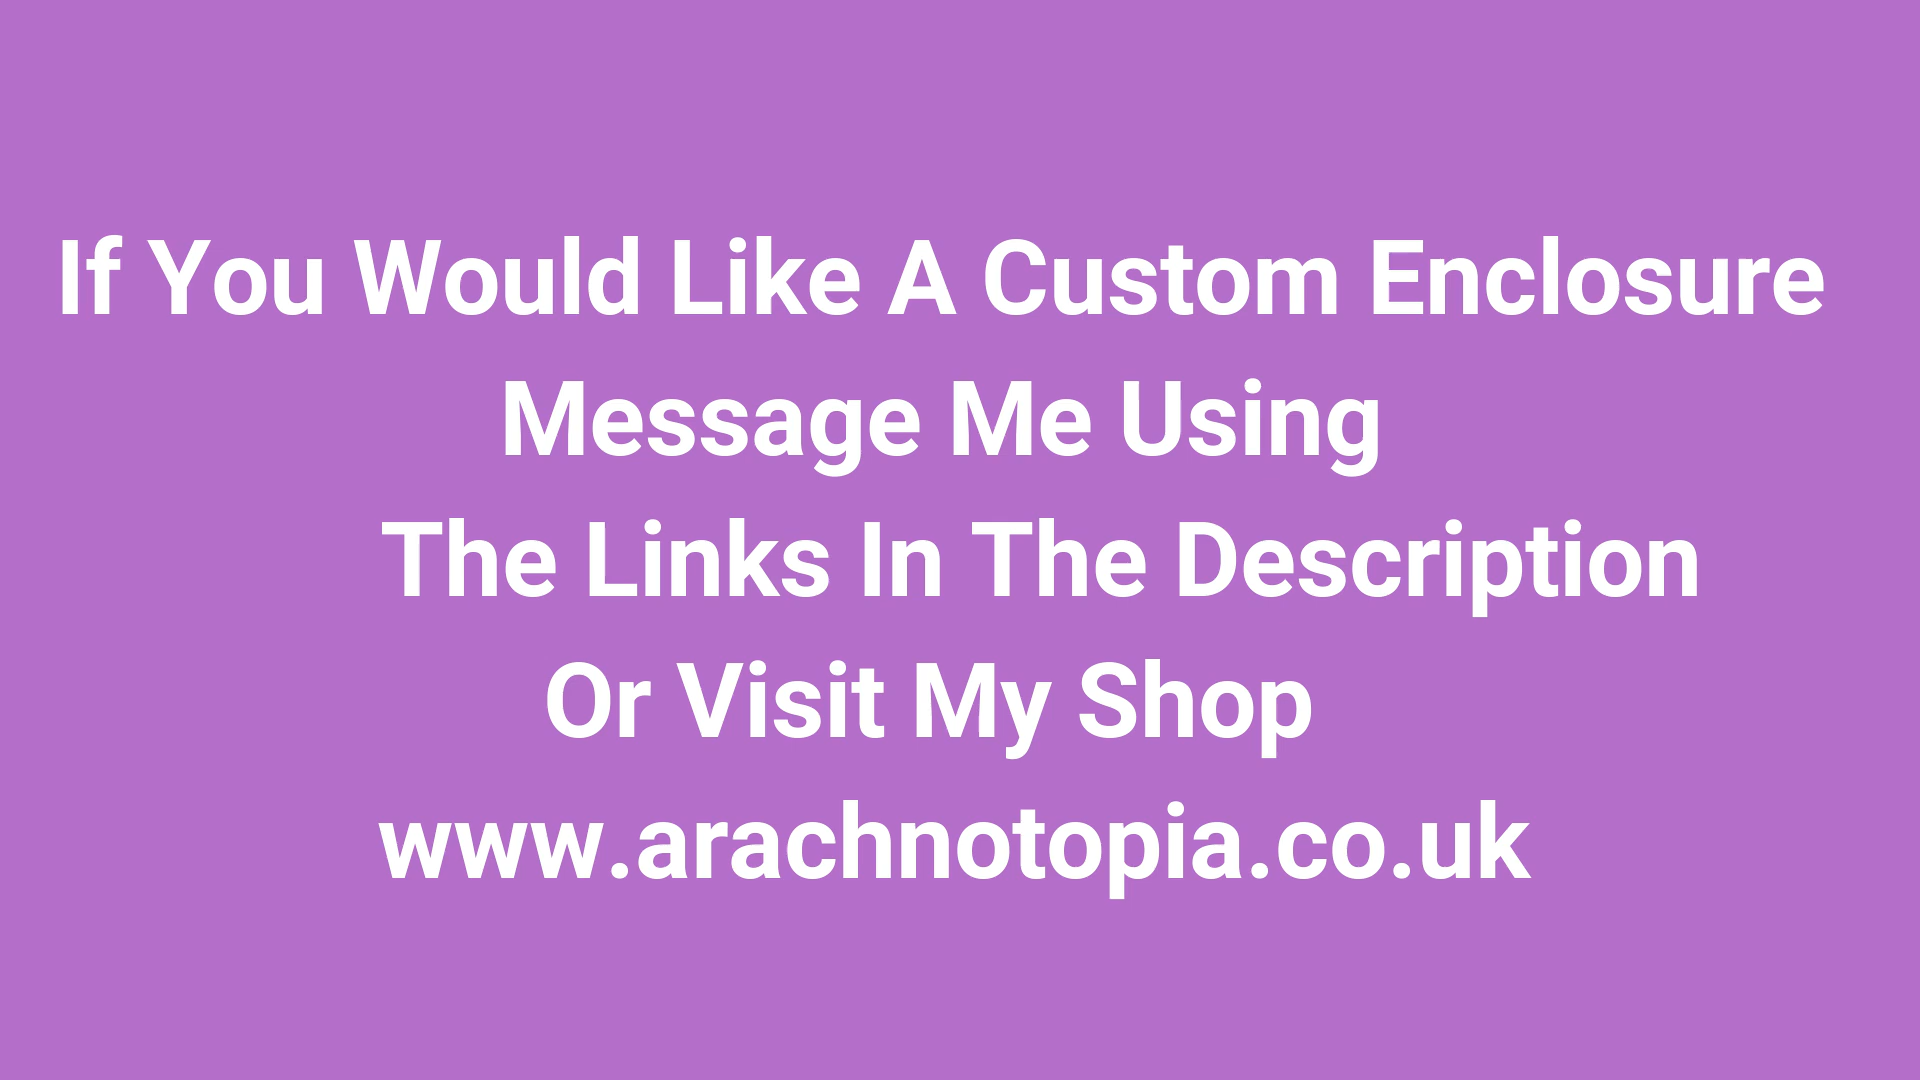 If You Would Like A Custom Enclosure
Message Me Using
The Links In The Description
Or Visit My Shop
www.arachnotopia.co.uk